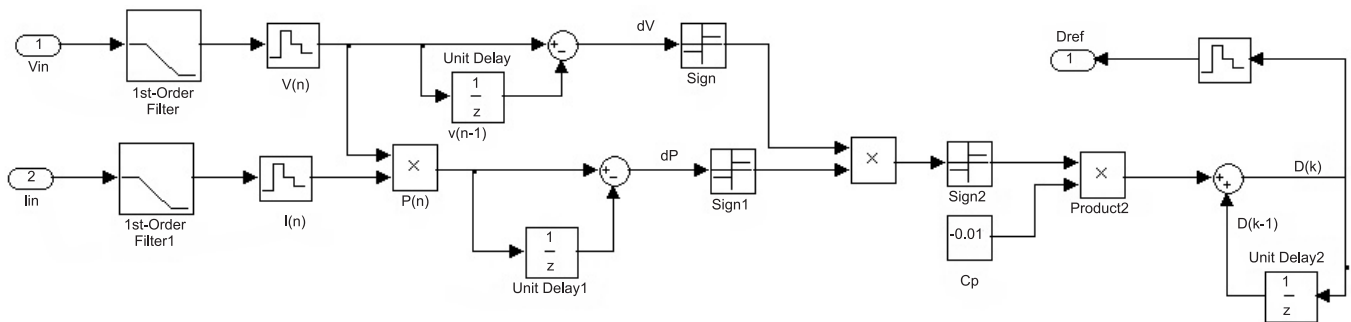 1
Vin
1st-Order
Filter
V(n)
Unit Delay
1
z
v(n-1)
dV
Sign
Dref
1
2
Iin
1st-Order
Filter1
I(n)
×
P(n)
1
z
Unit Delay1
dP
Sign1
×
Sign2
-0.01
Cp
×
Product2
D(k)
D(k-1)
Unit Delay2
1
z